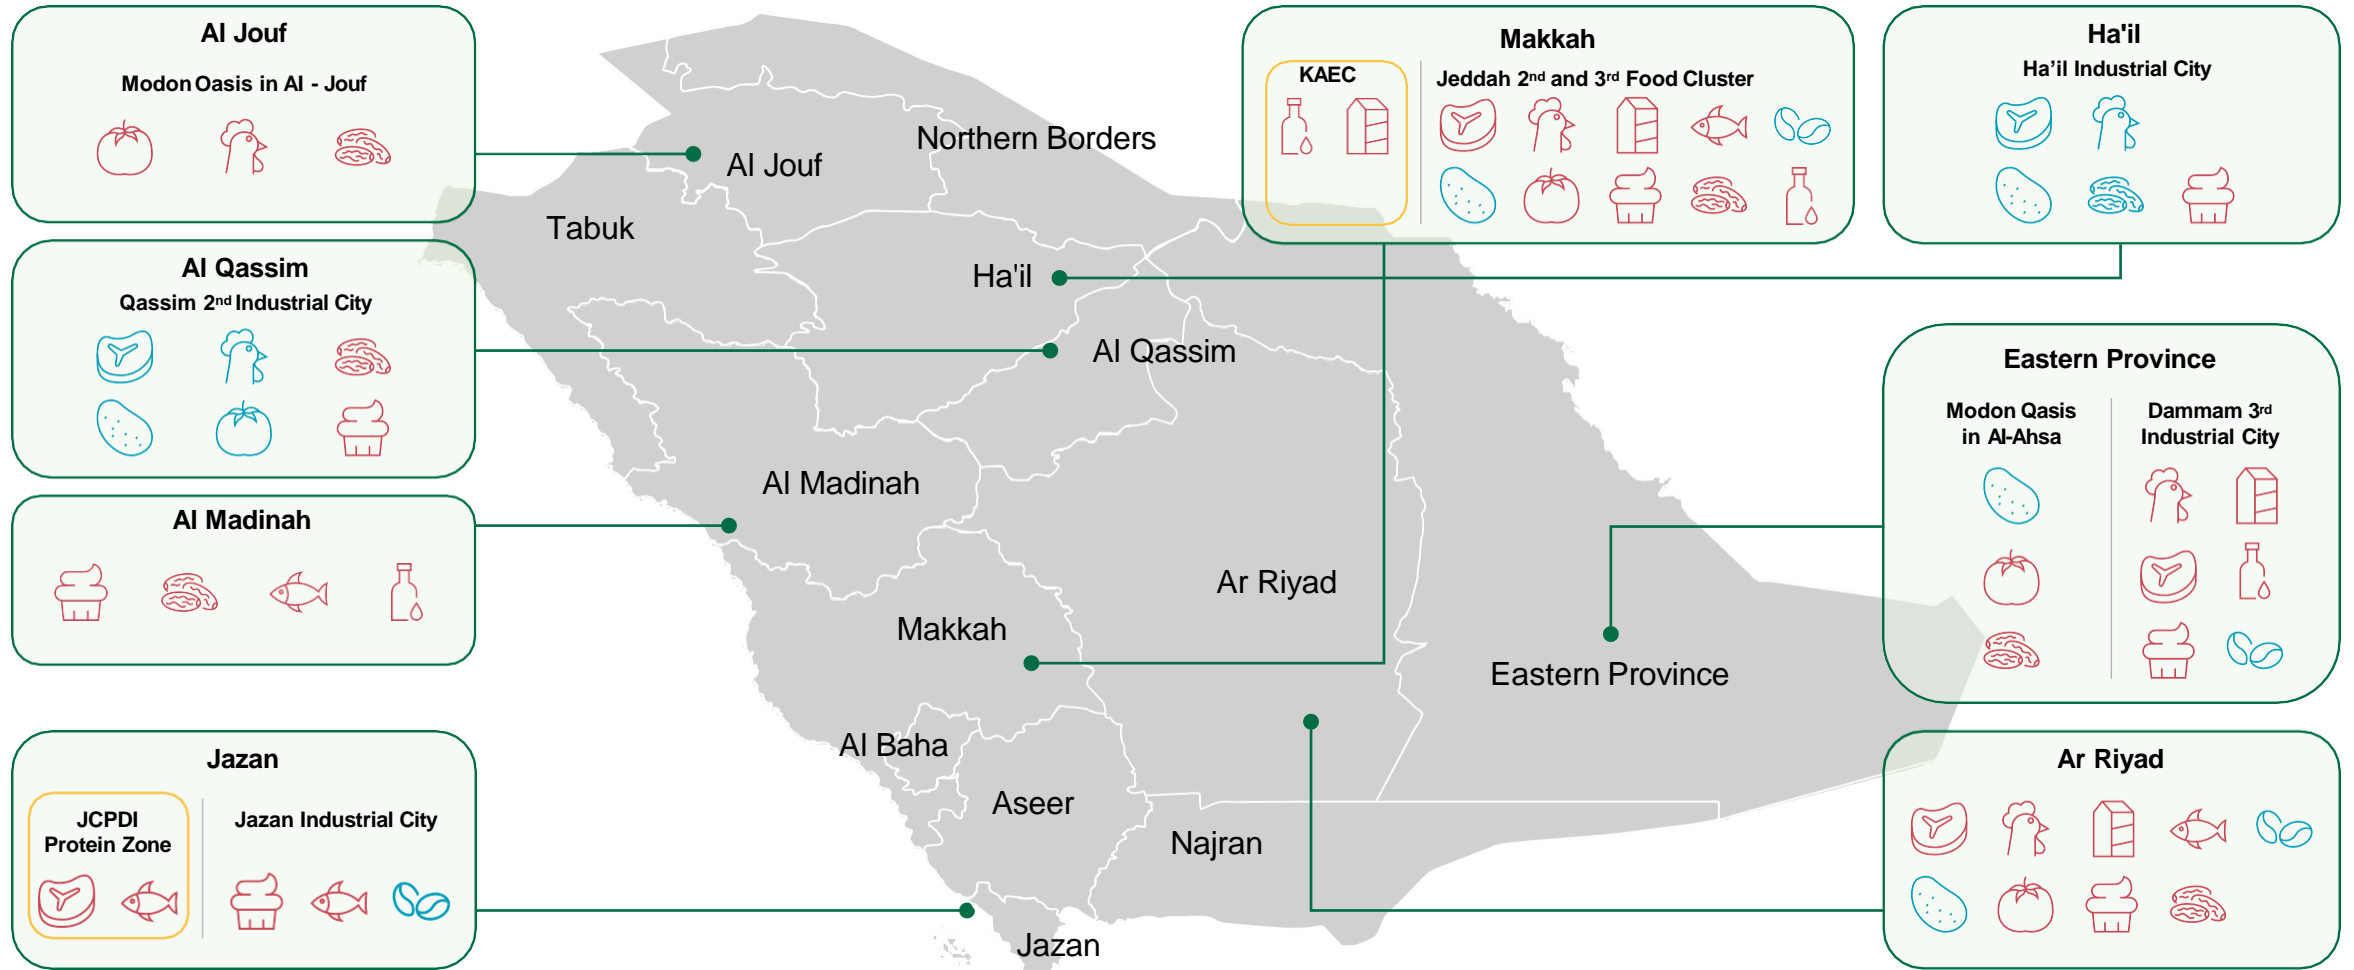 Al Jouf
Modon Oasis in Al - Jouf
Al Qassim
Qassim 2nd Industrial City
Al Madinah
Jazan
JCPDI
Protein Zone
Jazan Industrial City
Makkah
KAEC
Jeddah 2nd and 3rd Food Cluster
Ha'il
Ha’il Industrial City
Eastern Province
Modon Qasis
in Al-Ahsa
Dammam 3rd
Industrial City
Ar Riyad
Northern Borders
Al Jouf
Tabuk
Ha'il
Al Qassim
Al Madinah
Ar Riyad
Makkah
Eastern Province
Al Baha
Aseer
Najran
Jazan